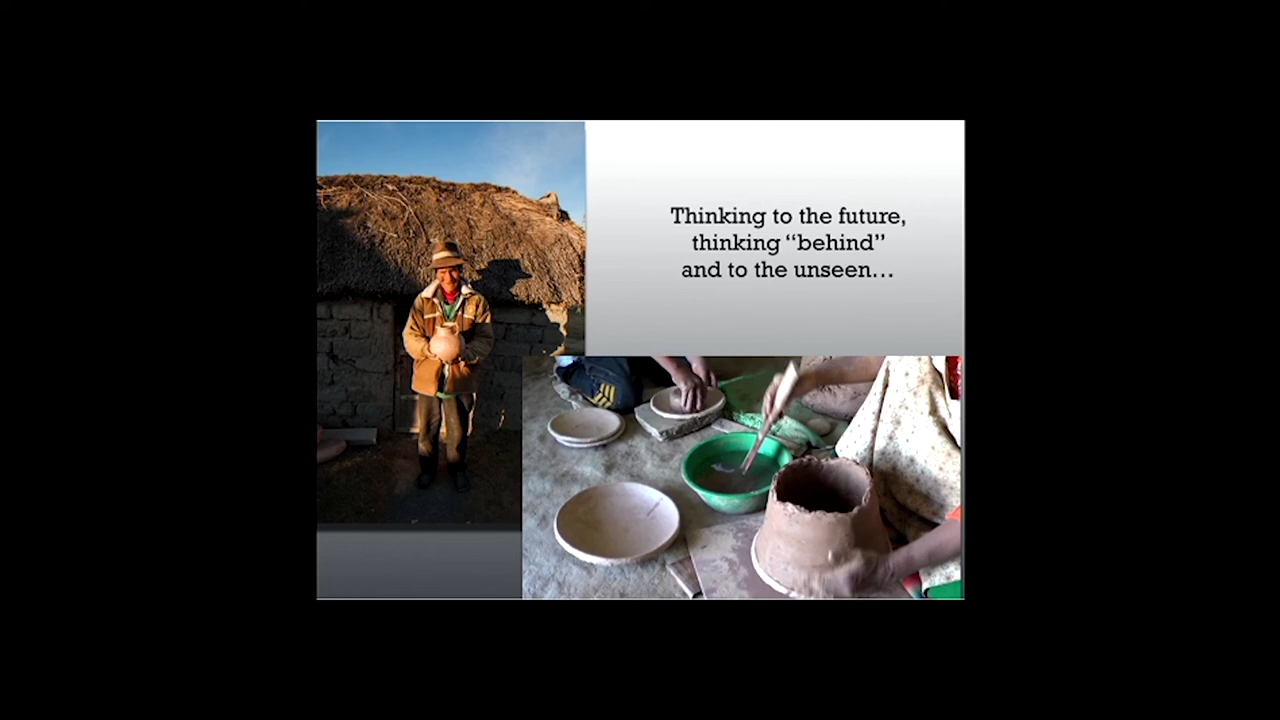 Thinking to the future,
thinking “behind”
and to the unseen…